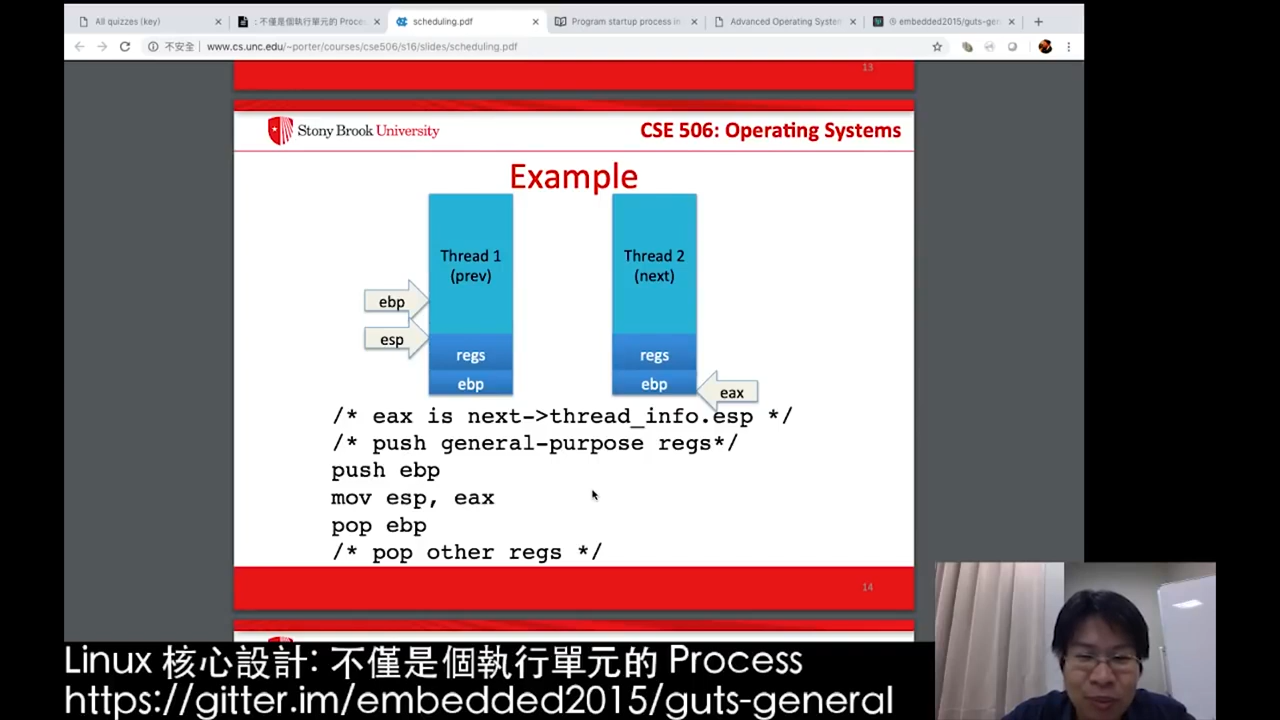 All quizzes (key)
: 不僅是個執行單元的 Proces
scheduling.pdf
Program startup process in
Advanced Operating System
embedded2015/guts-gen
不安全
www.cs.unc.edu/~porter/courses/cse506/s16/slides/scheduling.pdf
13
Stony Brook University
CSE 506: Operating Systems
Example
Thread 1
(prev)
Thread 2
(next)
ebp
esp
regs
regs
ebp
ebp
eax
/* eax is next->thread_info.esp */
/* push general-purpose regs*/
push ebp
mov esp, eax
pop ebp
/* pop other regs */
14
Linux 核心設計: 不僅是個執行單元的 Process
https://gitter.im/embedded2015/guts-general